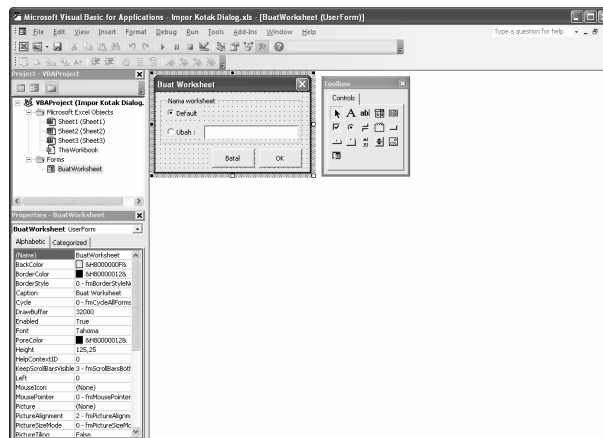 Microsoft Visual Basic for Applications - Impor Kotak Dialog.xls - [BuatWorksheet (UserForm)]
File Edit View Insert Format Debug Run Tools Add-Ins Window Help
Type a question for help
Project - VBAProject
VBAProject (Impor Kotak Dialog.
Microsoft Excel Objects
Sheet1 (Sheet1)
Sheet2 (Sheet2)
Sheet3 (Sheet3)
ThisWorkbook
Forms
BuatWorksheet
Properties - BuatWorksheet
BuatWorksheet UserForm
Alphabetic Categorized
(Name) BuatWorksheet
BackColor &H8000000F&
BorderColor &H80000012&
BorderStyle 0 - fmBorderStyleN
Caption Buat Worksheet
Cycle 0 - fmCycleAllForms
DrawBuffer 32000
Enabled True
Font Tahoma
ForeColor &H80000012&
Height 125,25
HelpContextID 0
KeepScrollBarsVisible 3 - fmScrollBarsBoth
Left 0
MouseIcon (None)
MousePointer 0 - fmMousePointer
Picture (None)
PictureAlignment 2 - fmPictureAlignm
PictureSizeMode 0 - fmPictureSizeMo
PictureTiling False
Buat Worksheet
Nama worksheet
Default
Ubah :
Batal OK
Toolbox
Controls
A abl